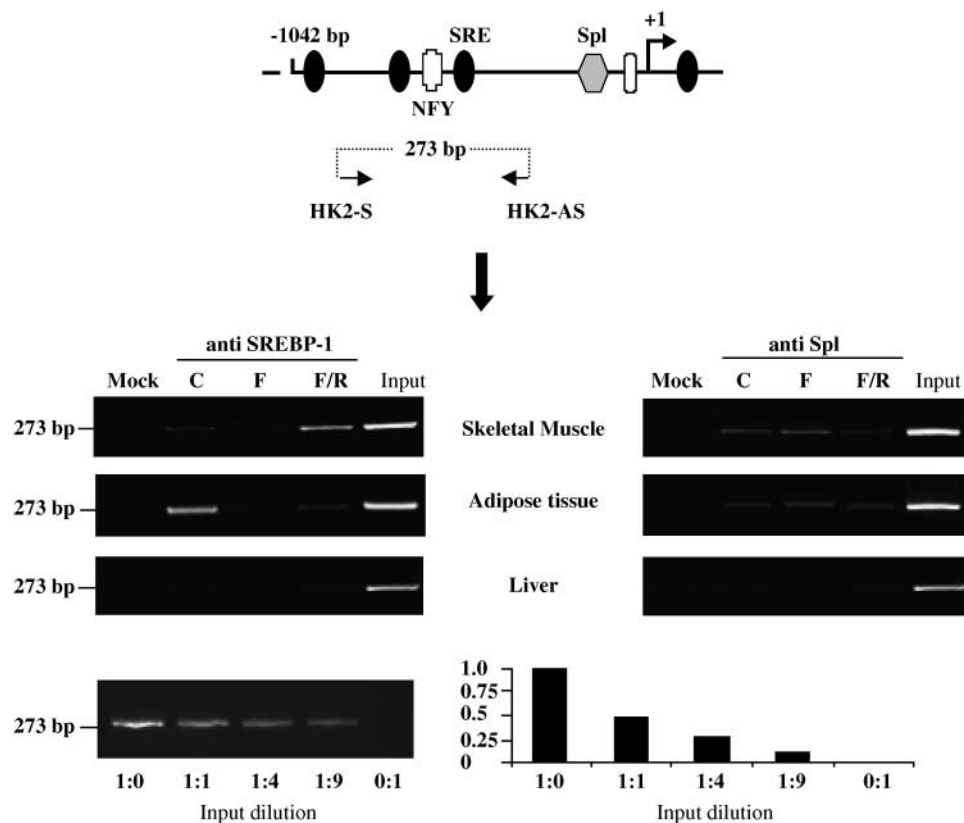 +1
-1042 bp SRE Spl
NFY
273 bp
HK2-S HK2-AS
anti SREBP-1 anti Spl
Mock C F F/R Input Mock C F F/R Input
273 bp Skeletal Muscle
273 bp Adipose tissue
273 bp Liver
1.0
0.75
0.5
0.25
0
273 bp
1:0 1:1 1:4 1:9 0:1 1:0 1:1 1:4 1:9 0:1
Input dilution Input dilution